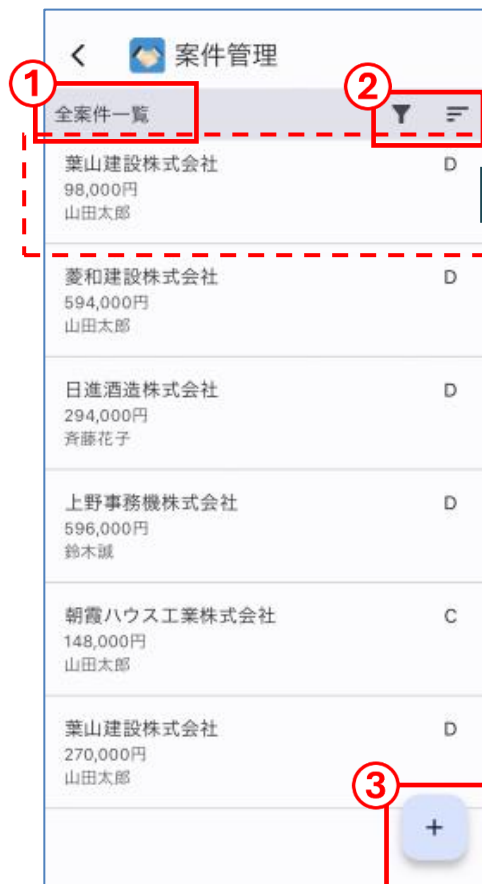 案件管理
①
②
全案件一覧
葉山建設株式会社 D
98,000円
山田太郎
菱和建設株式会社 D
594,000円
山田太郎
日進酒造株式会社 D
294,000円
斉藤花子
上野事務機株式会社 D
596,000円
鈴木誠
朝霞ハウス工業株式会社 C
148,000円
山田太郎
葉山建設株式会社 D
270,000円
山田太郎
③
+